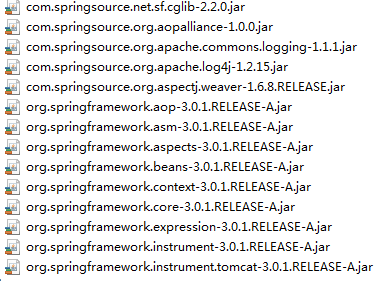 com.springsource.net.sf.cglib-2.2.0.jar
com.springsource.org.aopalliance-1.0.0.jar
com.springsource.org.apache.commons.logging-1.1.1.jar
com.springsource.org.apache.log4j-1.2.15.jar
com.springsource.org.aspectj.weaver-1.6.8.RELEASE.jar
org.springframework.aop-3.0.1.RELEASE-A.jar
org.springframework.asm-3.0.1.RELEASE-A.jar
org.springframework.aspects-3.0.1.RELEASE-A.jar
org.springframework.beans-3.0.1.RELEASE-A.jar
org.springframework.context-3.0.1.RELEASE-A.jar
org.springframework.core-3.0.1.RELEASE-A.jar
org.springframework.expression-3.0.1.RELEASE-A.jar
org.springframework.instrument-3.0.1.RELEASE-A.jar
org.springframework.instrument.tomcat-3.0.1.RELEASE-A.jar